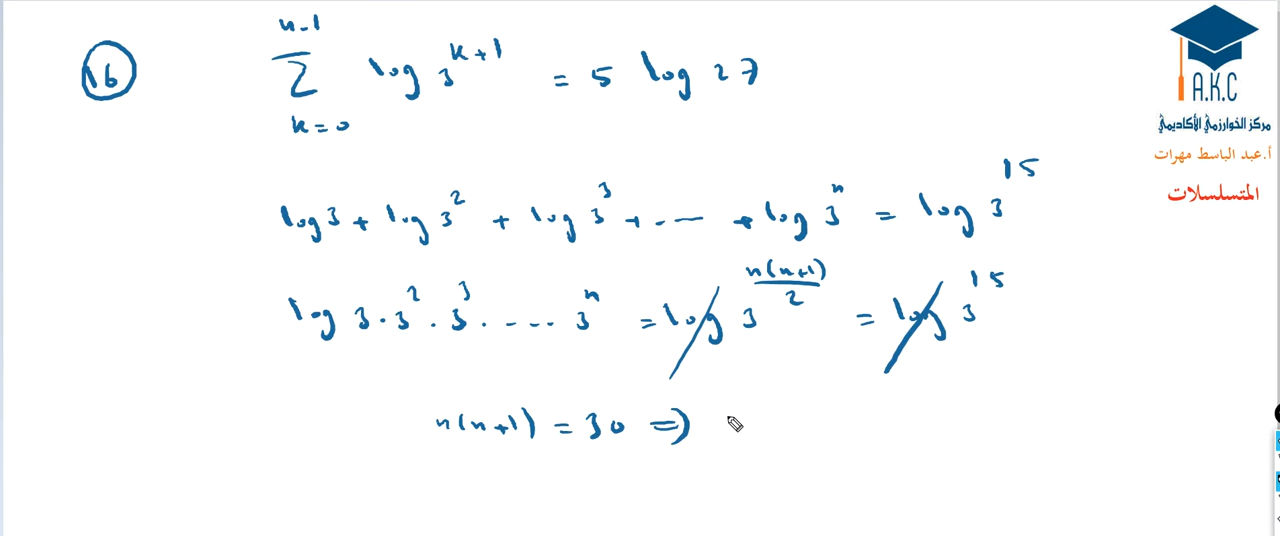 16
n-1
∑ log 3^{k+1} = 5 log 27
k=0
log 3 + log 3^2 + log 3^3 + ..-- + log 3^n = log 3^{15}
log 3 . 3^2 . 3^3 . ---- 3^n = log 3^{\frac{n(n+1)}{2}} = log 3^{15}
n(n+1) = 30 ⇒
A.K.C
مركز الخوارزمي الأكاديمي
أ.عبد الباسط مهرات
المتسلسلات